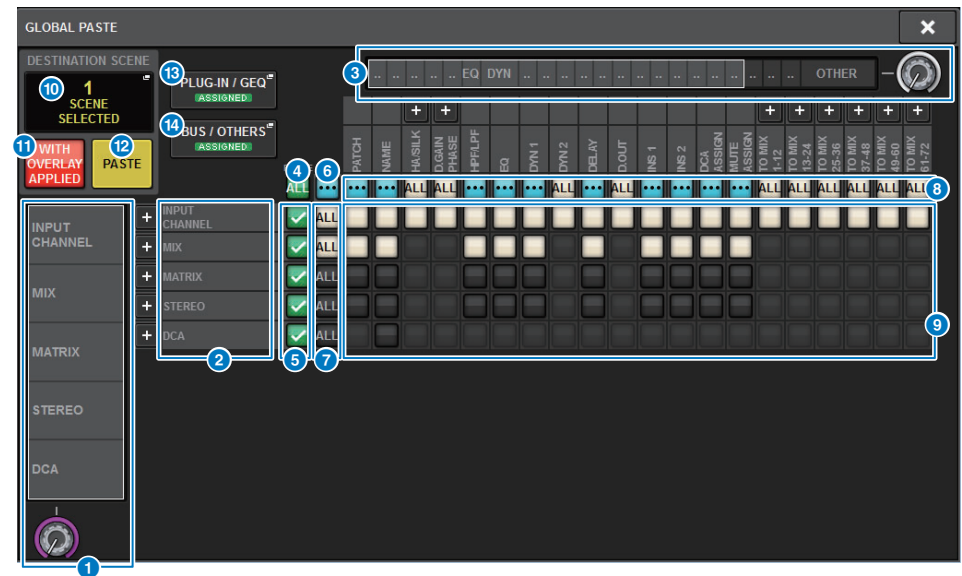 GLOBAL PASTE
DESTINATION SCENE
10
1
SCENE
SELECTED
13
PLUG-IN / GEQ
ASSIGNED
3
.. .. .. .. .. EQ DYN .. .. .. .. .. .. .. .. .. .. .. .. OTHER
14
BUS / OTHERS
ASSIGNED
11
WITH
OVERLAY
APPLIED
12
PASTE
+ + + + + + + +
PATCH
NAME
HA/SILK
D.GAIN
PHASE
HPF/LPF
EQ
DYN 1
DYN 2
DELAY
D.OUT
INS 1
INS 2
DCA
ASSIGN
MUTE
ASSIGN
TO MIX
1-12
TO MIX
13-24
TO MIX
25-36
TO MIX
37-48
TO MIX
49-60
TO MIX
61-72
4
6
ALL ... ... ... ALL ALL ... ... ... ALL ... ALL ... ... ... ... ALL ALL ALL ALL ALL ALL
8
INPUT
CHANNEL
MIX
MATRIX
STEREO
DCA
1
+ INPUT
CHANNEL
ALL
+ MIX
ALL
+ MATRIX
ALL
+ STEREO
ALL
+ DCA
ALL
9
2
5
7